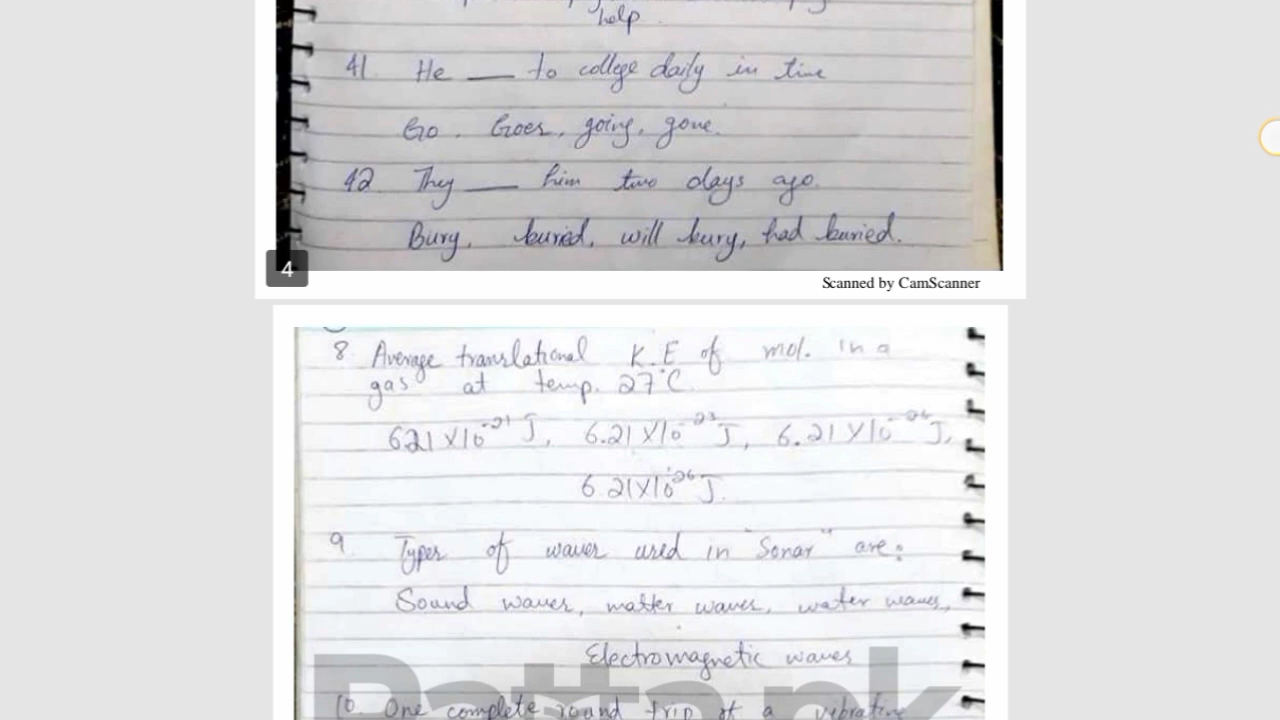 help.
41. He ___ to college daily in time
Go, Goes, going, gone.
42. They ___ him two days ago.
Bury, buried, will bury, had buried.
4
Scanned by CamScanner
8 Average translational K.E of mol. in a
gas at temp. 27°C.
6.21 X 10⁻²¹ J, 6.21 X 10⁻²³ J, 6.21 X 10 J,
6.21 X 10 J.
9 Types of waves used in "Sonar" are:
Sound waves, matter waves, water waves,
Electromagnetic waves
10. One complete round trip of a vibrating